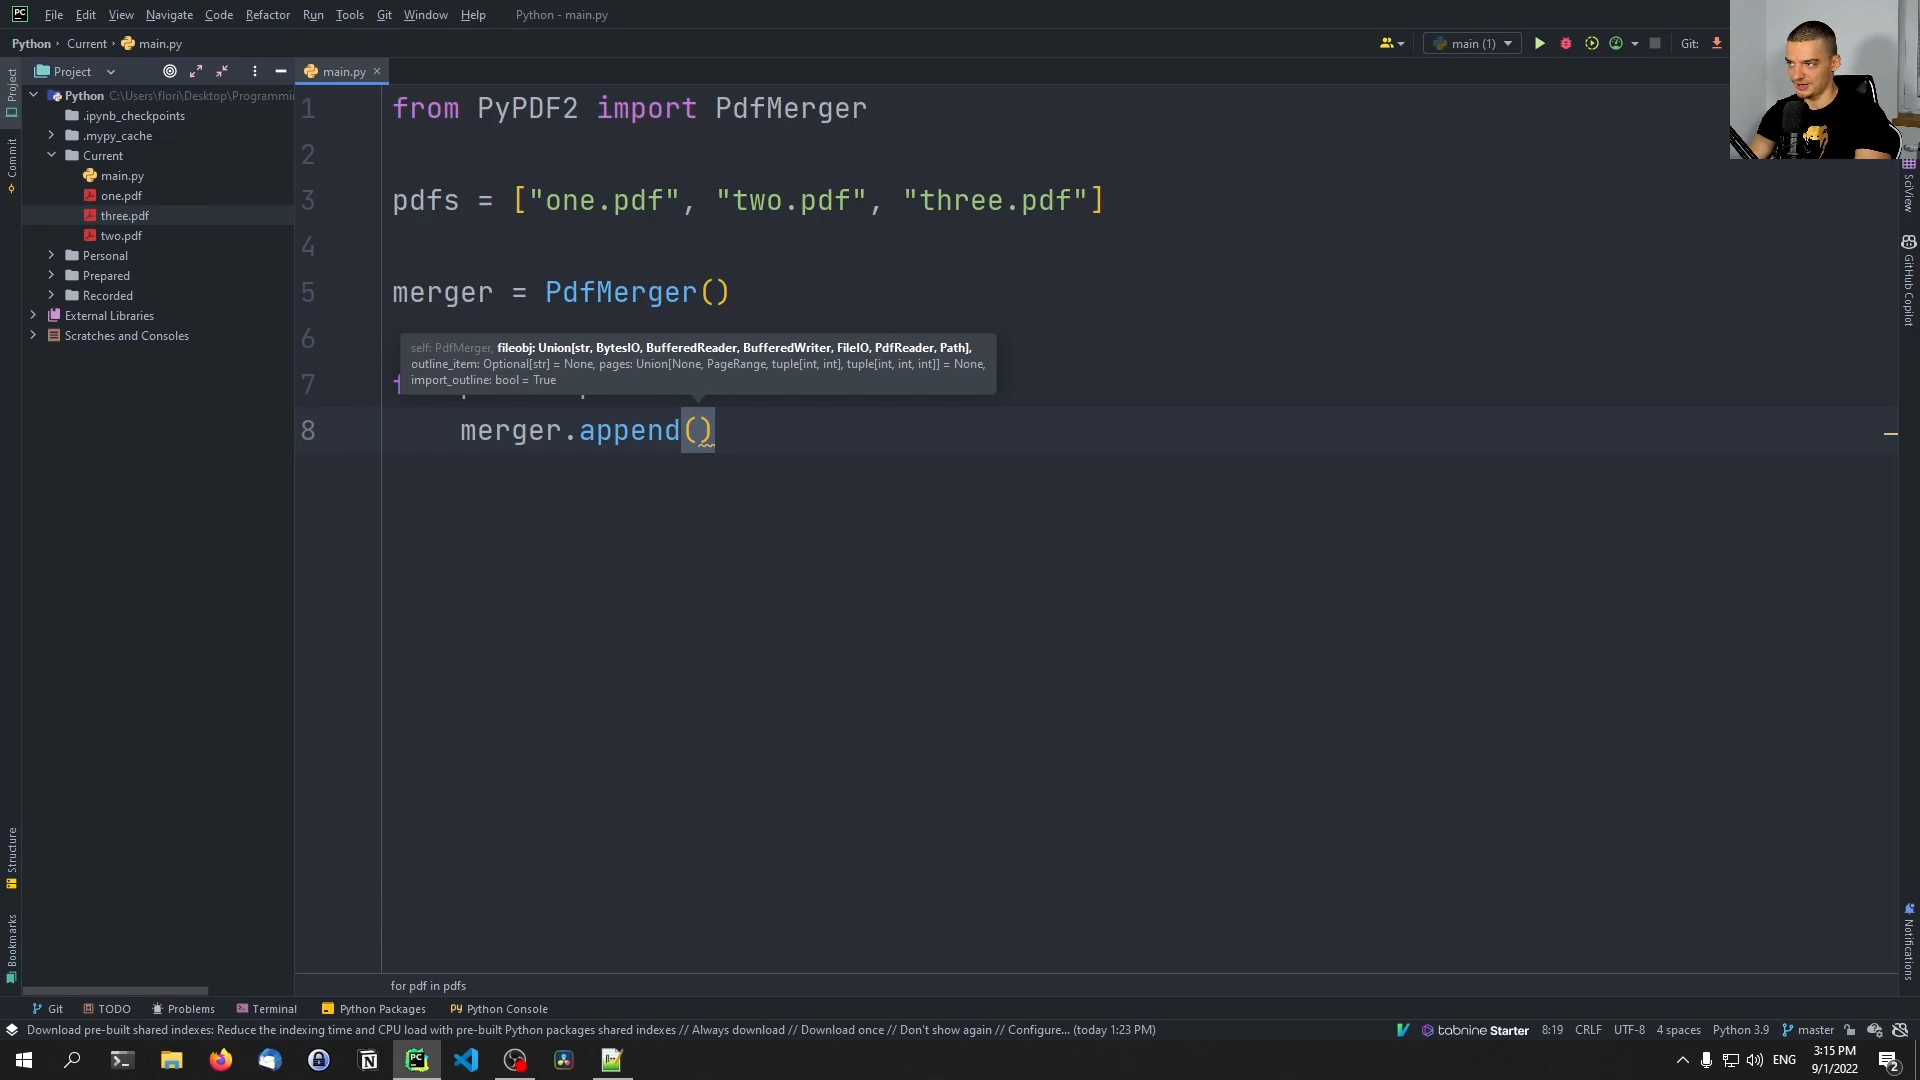 PC File Edit View Navigate Code Refactor Run Tools Git Window Help Python - main.py
Python › Current › main.py
main (1)
Git:
Project
main.py
Project
Commit
Structure
Bookmarks
Python C:\Users\flori\Desktop\Programmi
.ipynb_checkpoints
.mypy_cache
Current
main.py
one.pdf
three.pdf
two.pdf
Personal
Prepared
Recorded
External Libraries
Scratches and Consoles
1 from PyPDF2 import PdfMerger
2
3 pdfs = ["one.pdf", "two.pdf", "three.pdf"]
4
5 merger = PdfMerger()
6
self: PdfMerger, fileobj: Union[str, BytesIO, BufferedReader, BufferedWriter, FileIO, PdfReader, Path],
outline_item: Optional[str] = None, pages: Union[None, PageRange, tuple[int, int], tuple[int, int, int]] = None,
import_outline: bool = True
7
8 merger.append()
SciView
GitHub Copilot
Notifications
for pdf in pdfs
Git TODO Problems Terminal Python Packages Python Console
Download pre-built shared indexes: Reduce the indexing time and CPU load with pre-built Python packages shared indexes // Always download // Download once // Don't show again // Configure... (today 1:23 PM)
tabnine Starter 8:19 CRLF UTF-8 4 spaces Python 3.9 master
PC
ENG
3:15 PM
9/1/2022
2